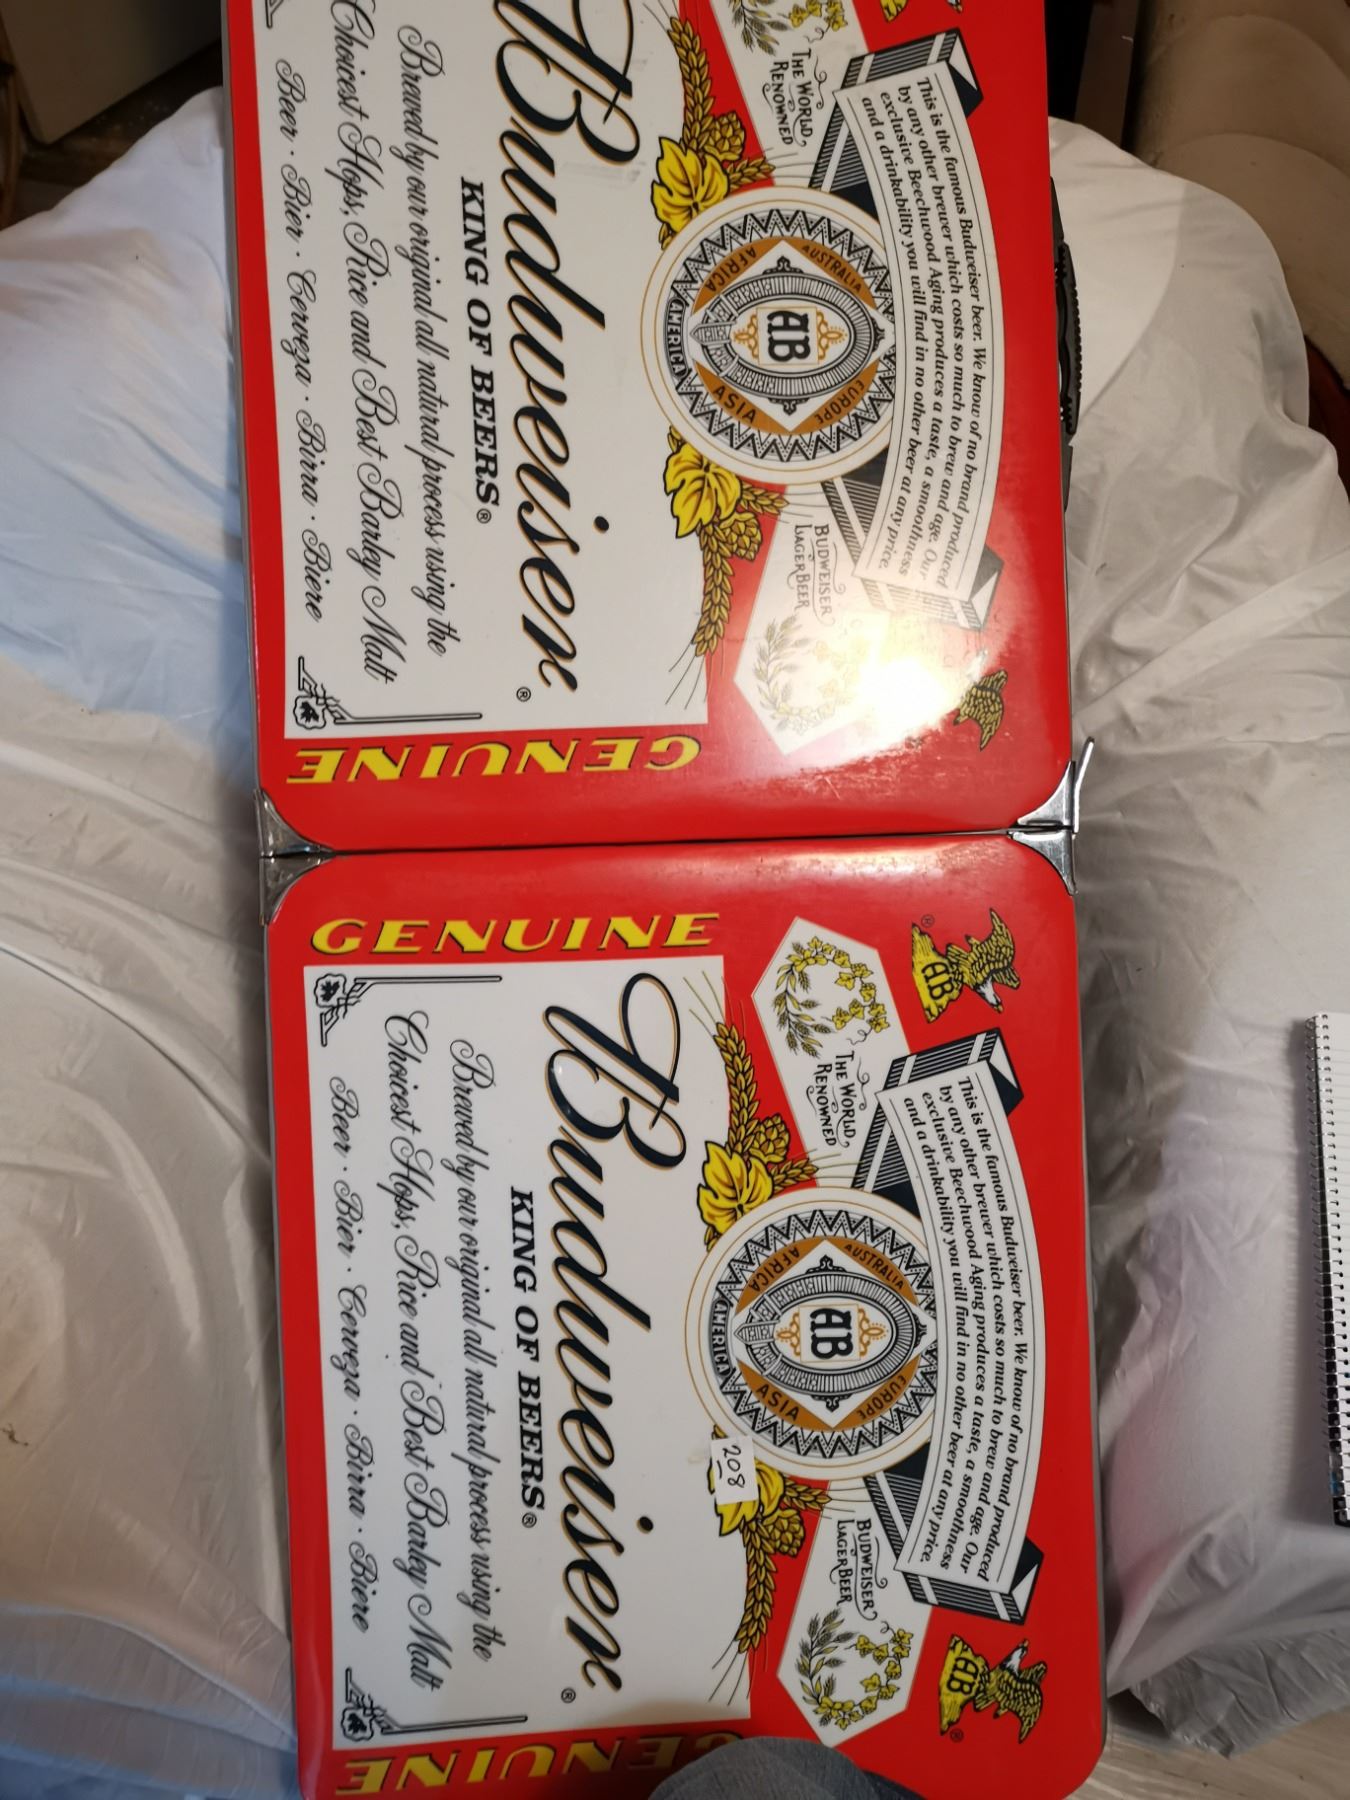 This is the famous Budweiser beer. We know of no brand produced
by any other brewer which costs so much to brew and age. Our
exclusive Beechwood Aging produces a taste, a smoothness
and a drinkability you will find in no other beer at any price.
THE WORLD
RENOWNED
BUDWEISER
LAGER BEER
AUSTRALIA
EUROPE
AFRICA
ASIA
AMERICA
AB
Budweiser®
KING OF BEERS®
Brewed by our original all natural process using the
Choicest Hops, Rice and Best Barley Malt
Beer · Bier · Cerveza · Birra · Biere
GENUINE
GENUINE
AB
®
AB
®
This is the famous Budweiser beer. We know of no brand produced
by any other brewer which costs so much to brew and age. Our
exclusive Beechwood Aging produces a taste, a smoothness
and a drinkability you will find in no other beer at any price.
THE WORLD
RENOWNED
BUDWEISER
LAGER BEER
AUSTRALIA
EUROPE
AFRICA
ASIA
AMERICA
AB
208
Budweiser®
KING OF BEERS®
Brewed by our original all natural process using the
Choicest Hops, Rice and Best Barley Malt
Beer · Bier · Cerveza · Birra · Biere
GENUINE